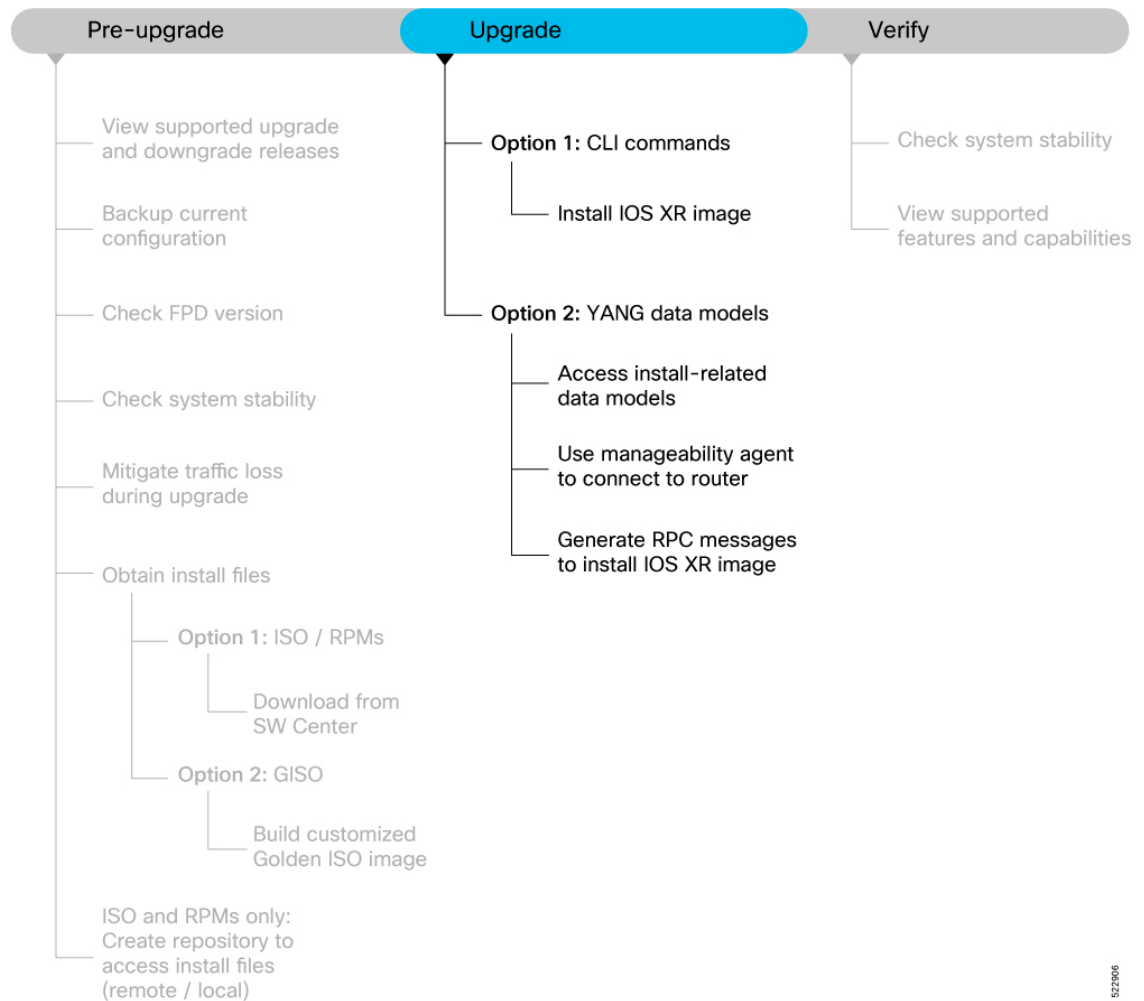 Pre-upgrade
Upgrade
Verify
View supported upgrade
and downgrade releases
Backup current
configuration
Check FPD version
Check system stability
Mitigate traffic loss
during upgrade
Obtain install files
Option 1: ISO / RPMs
Download from
SW Center
Option 2: GISO
Build customized
Golden ISO image
ISO and RPMs only:
Create repository to
access install files
(remote / local)
Option 1: CLI commands
Install IOS XR image
Option 2: YANG data models
Access install-related
data models
Use manageability agent
to connect to router
Generate RPC messages
to install IOS XR image
Check system stability
View supported
features and capabilities
522906